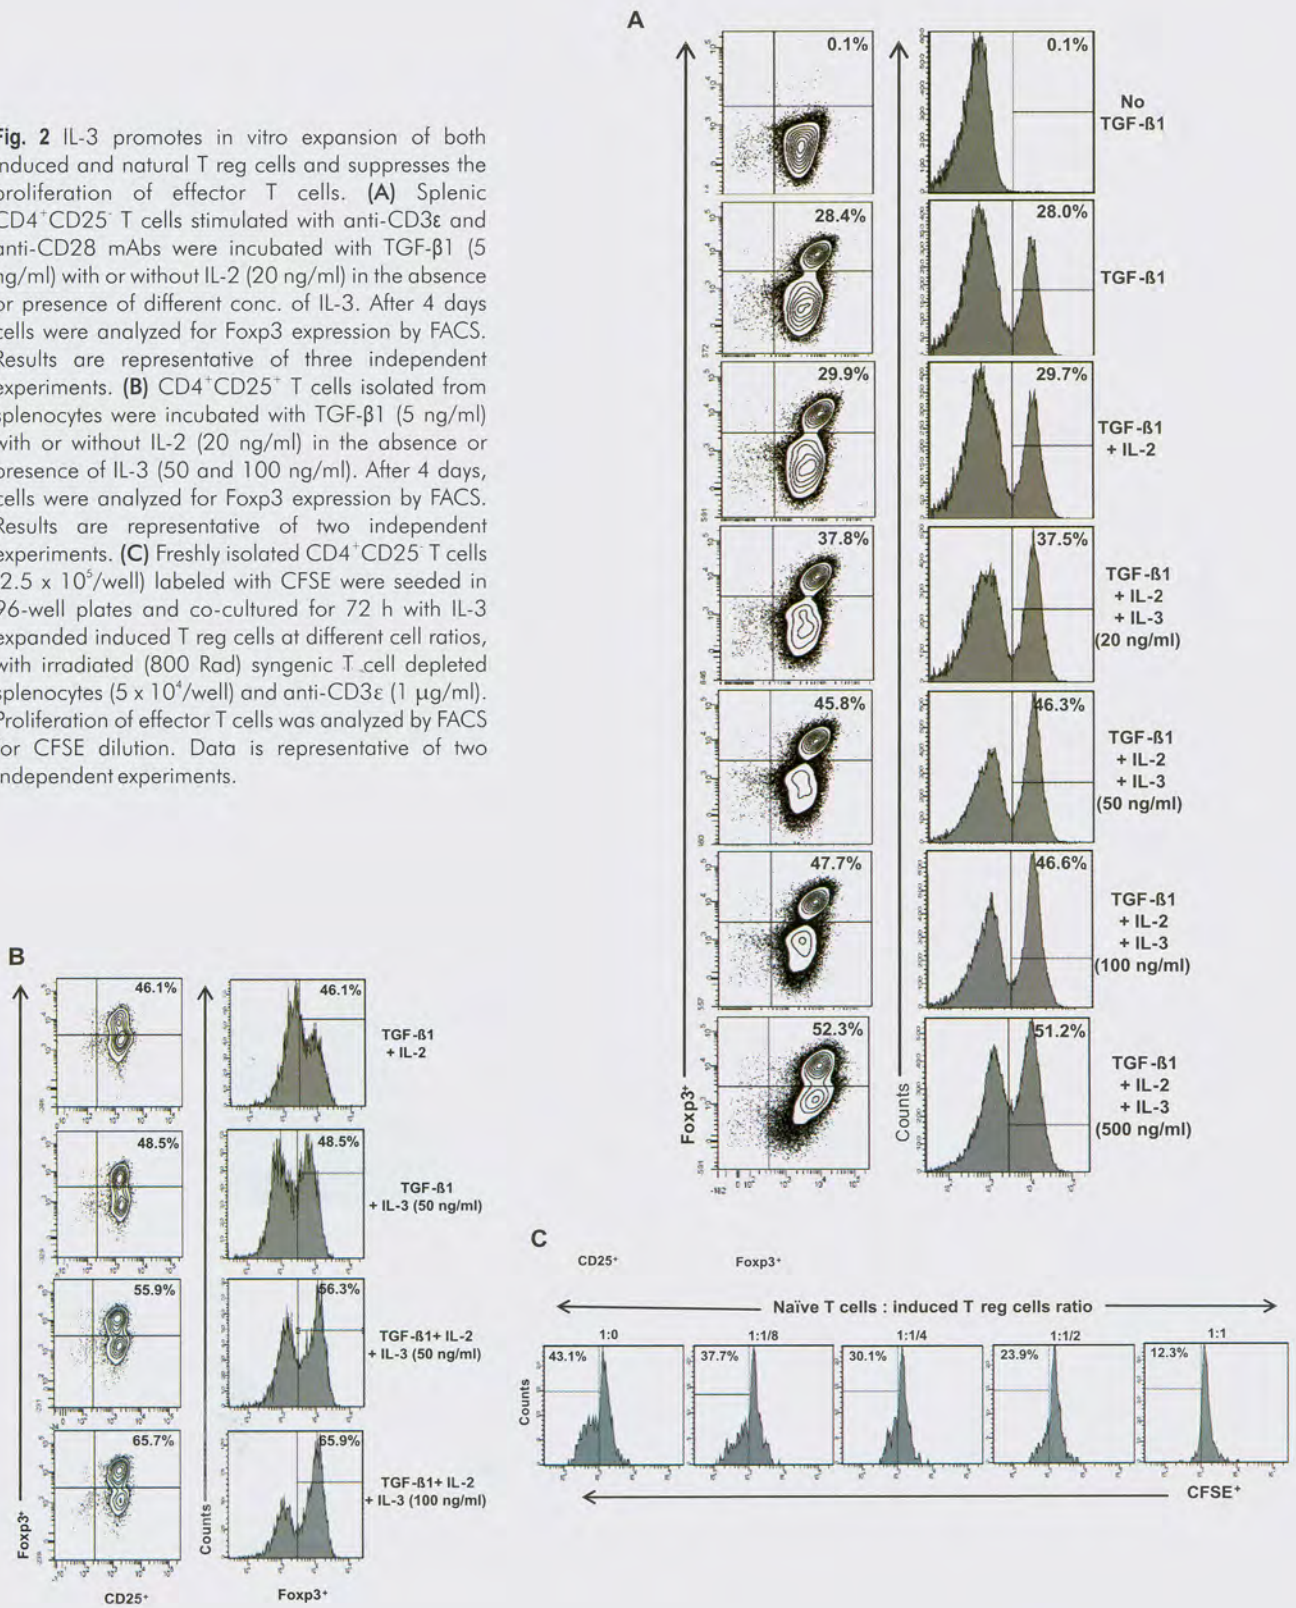 Fig. 2 IL-3 promotes in vitro expansion of both
induced and natural T reg cells and suppresses the
proliferation of effector T cells. (A) Splenic
CD4⁺CD25⁻ T cells stimulated with anti-CD3ε and
anti-CD28 mAbs were incubated with TGF-β1 (5
ng/ml) with or without IL-2 (20 ng/ml) in the absence
or presence of different conc. of IL-3. After 4 days
cells were analyzed for Foxp3 expression by FACS.
Results are representative of three independent
experiments. (B) CD4⁺CD25⁺ T cells isolated from
splenocytes were incubated with TGF-β1 (5 ng/ml)
with or without IL-2 (20 ng/ml) in the absence or
presence of IL-3 (50 and 100 ng/ml). After 4 days,
cells were analyzed for Foxp3 expression by FACS.
Results are representative of two independent
experiments. (C) Freshly isolated CD4⁺CD25⁻ T cells
(2.5 x 10⁵/well) labeled with CFSE were seeded in
96-well plates and co-cultured for 72 h with IL-3
expanded induced T reg cells at different cell ratios,
with irradiated (800 Rad) syngenic T cell depleted
splenocytes (5 x 10⁴/well) and anti-CD3ε (1 μg/ml).
Proliferation of effector T cells was analyzed by FACS
for CFSE dilution. Data is representative of two
independent experiments.
A
0.1%
0.1%
No
TGF-ß1
28.4%
28.0%
TGF-ß1
29.9%
29.7%
TGF-ß1
+ IL-2
37.8%
37.5%
TGF-ß1
+ IL-2
+ IL-3
(20 ng/ml)
45.8%
46.3%
TGF-ß1
+ IL-2
+ IL-3
(50 ng/ml)
47.7%
46.6%
TGF-ß1
+ IL-2
+ IL-3
(100 ng/ml)
52.3%
51.2%
TGF-ß1
+ IL-2
+ IL-3
(500 ng/ml)
Foxp3⁺
Counts
CD25⁺
Foxp3⁺
B
46.1%
46.1%
TGF-ß1
+ IL-2
48.5%
48.5%
TGF-ß1
+ IL-3 (50 ng/ml)
55.9%
56.3%
TGF-ß1+ IL-2
+ IL-3 (50 ng/ml)
65.7%
65.9%
TGF-ß1+ IL-2
+ IL-3 (100 ng/ml)
Foxp3⁺
Counts
CD25⁺
Foxp3⁺
C
Naïve T cells : induced T reg cells ratio
1:0
1:1/8
1:1/4
1:1/2
1:1
43.1%
37.7%
30.1%
23.9%
12.3%
Counts
CFSE⁺